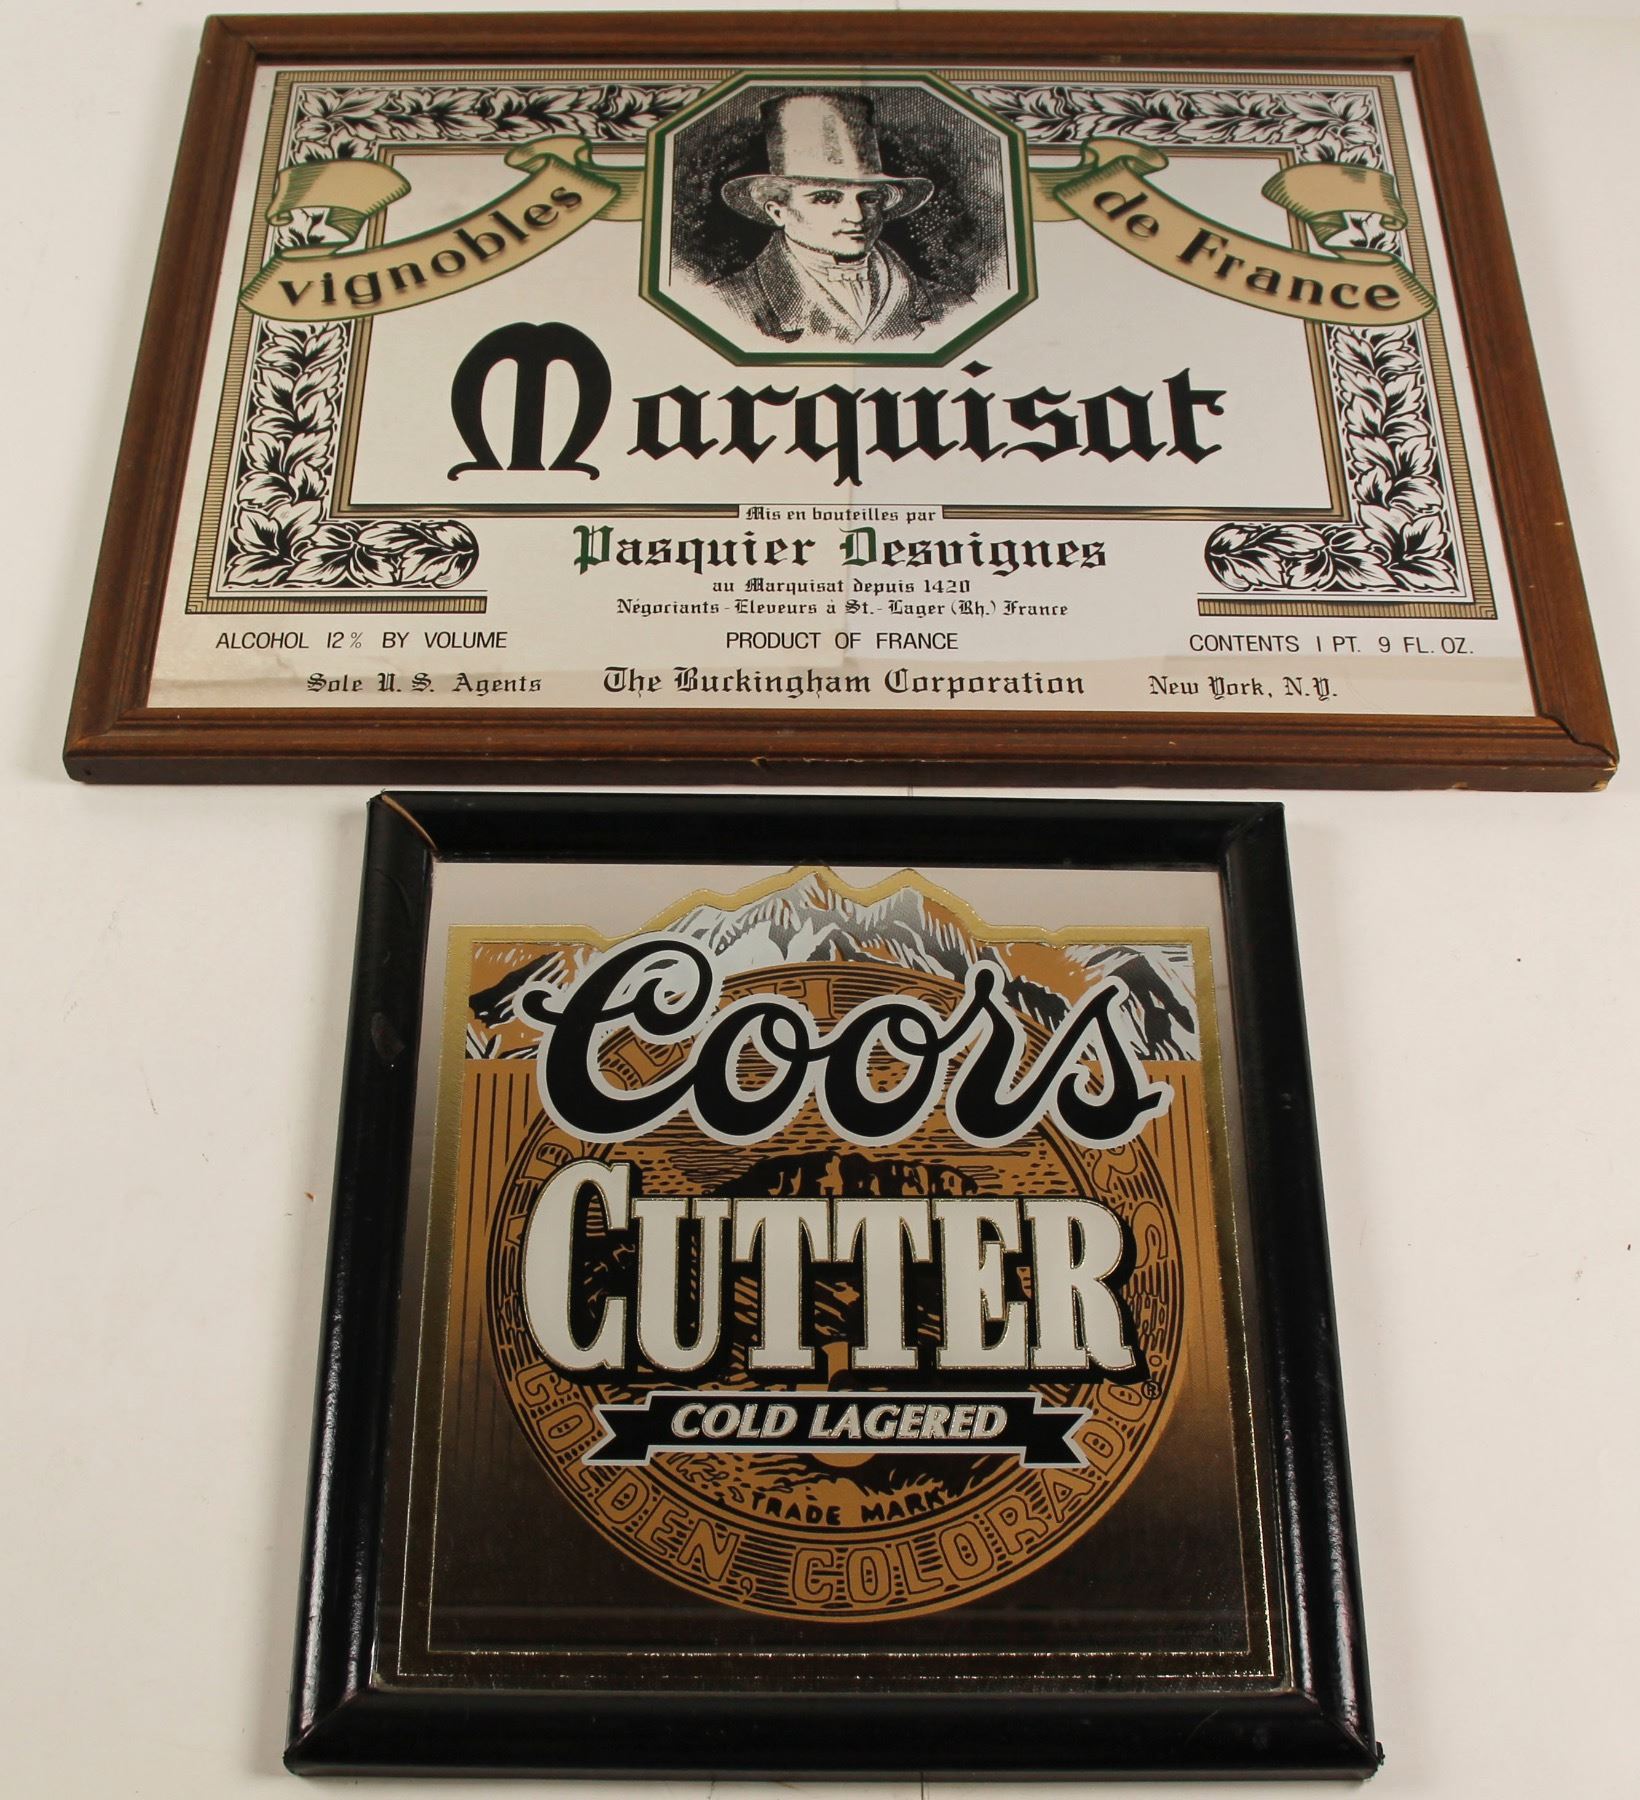 vignobles de France
Marquisat
Mis en bouteilles par
Pasquier Desvignes
au Marquisat depuis 1420
Négociants - Eleveurs à St. - Lager (Rh.) France
ALCOHOL 12% BY VOLUME PRODUCT OF FRANCE CONTENTS 1 PT. 9 FL. OZ.
Sole U. S. Agents The Buckingham Corporation New York, N.Y.
Coors
CUTTER
®
COLD LAGERED
TRADE MARK
GOLDEN, COLORADO